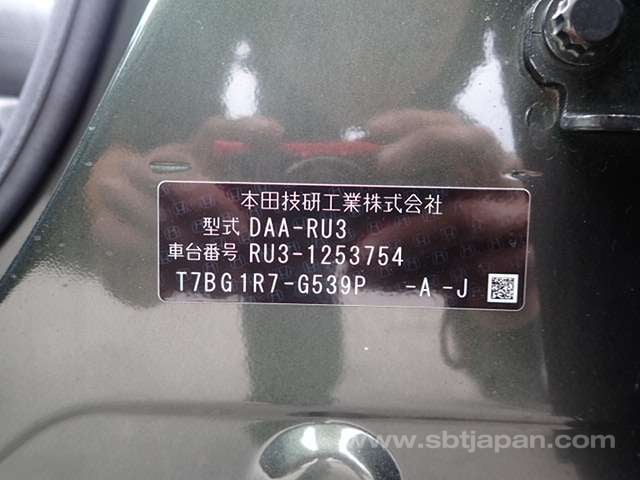 本田技研工業株式会社
型式 DAA-RU3
車台番号 RU3-1253754
T7BG1R7-G539P -A -J
www.sbtjapan.com